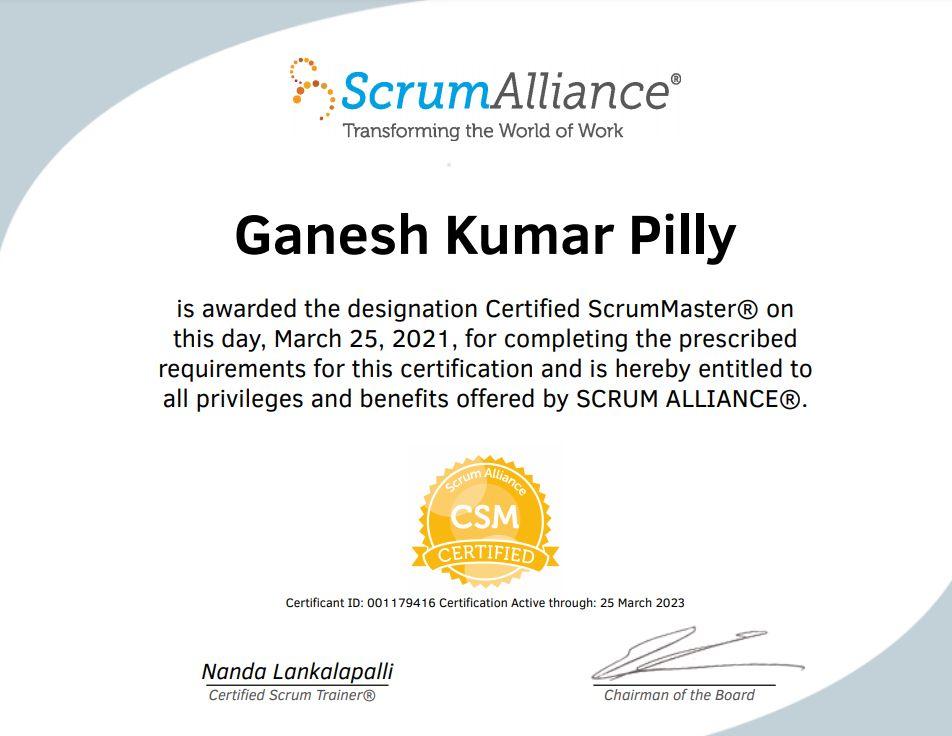 ScrumAlliance®
Transforming the World of Work
Ganesh Kumar Pilly
is awarded the designation Certified ScrumMaster® on
this day, March 25, 2021, for completing the prescribed
requirements for this certification and is hereby entitled to
all privileges and benefits offered by SCRUM ALLIANCE®.
Scrum Alliance
CSM
CERTIFIED
Certificant ID: 001179416 Certification Active through: 25 March 2023
Nanda Lankalapalli
Certified Scrum Trainer®
Chairman of the Board